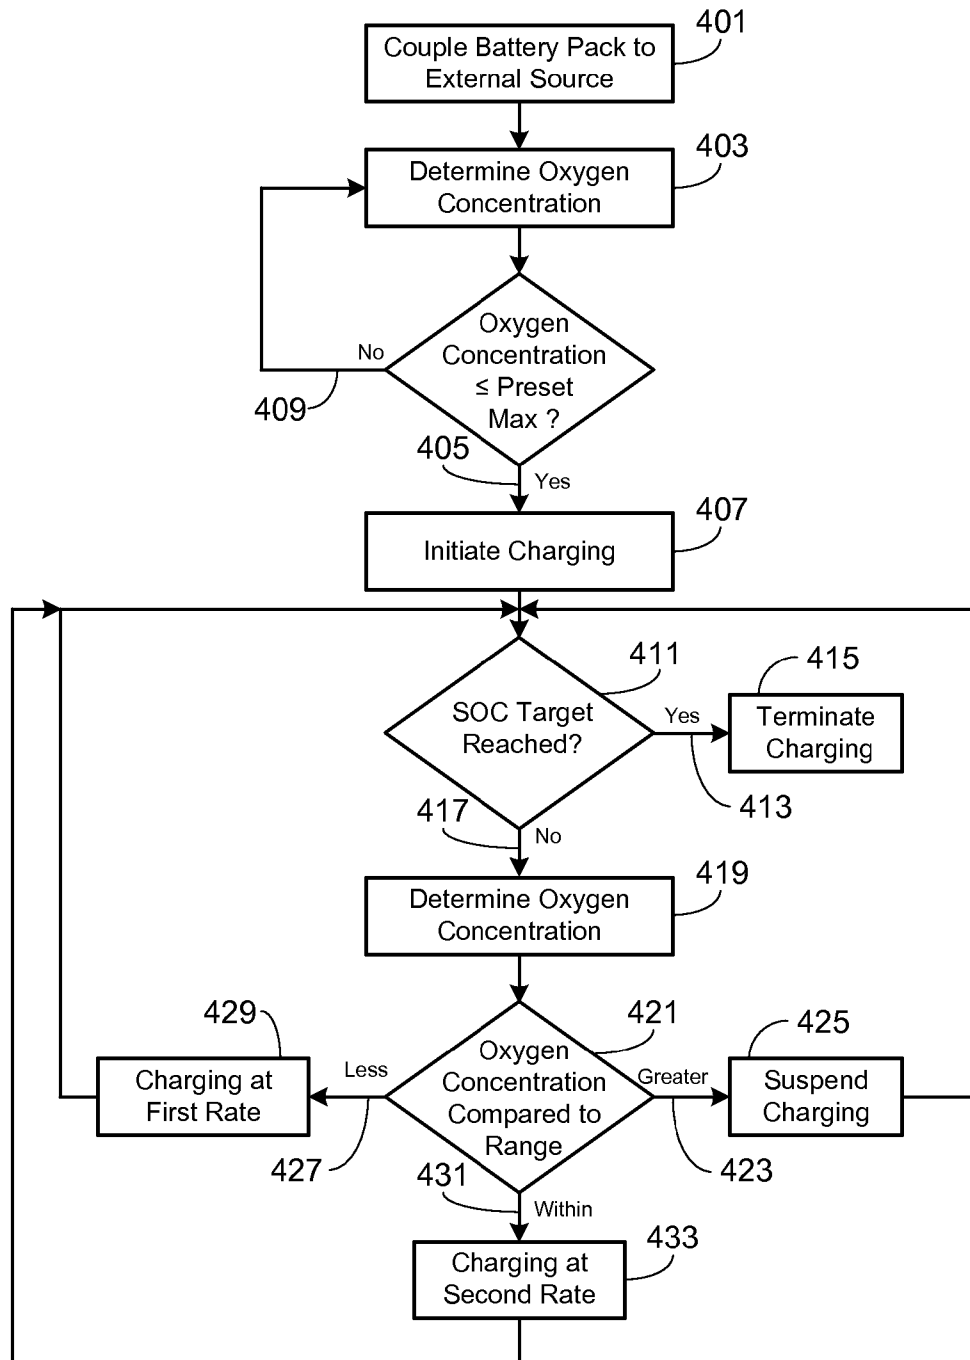 Couple Battery Pack to
External Source
401
Determine Oxygen
Concentration
403
Oxygen
Concentration
≤ Preset
Max ?
No
409
405
Yes
Initiate Charging
407
SOC Target
Reached?
411
Yes
413
Terminate
Charging
415
417
No
Determine Oxygen
Concentration
419
Oxygen
Concentration
Compared to
Range
421
Less
427
Charging at
First Rate
429
Greater
423
Suspend
Charging
425
431
Within
Charging at
Second Rate
433